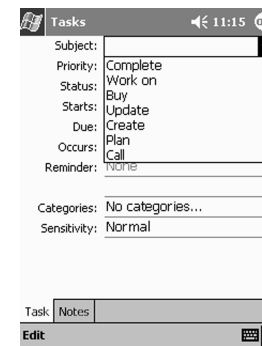 Tasks 11:15
Subject:
Priority: Complete
Status: Work on
Buy
Starts: Update
Due: Create
Occurs: Plan
Call
Reminder: None
Categories: No categories...
Sensitivity: Normal
Task Notes
Edit